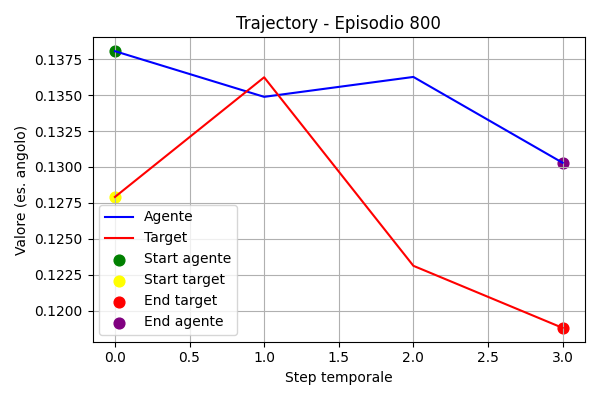 Trajectory - Episodio 800
Valore (es. angolo)
0.1375
0.1350
0.1325
0.1300
0.1275
0.1250
0.1225
0.1200
Agente
Target
Start agente
Start target
End target
End agente
0.0 0.5 1.0 1.5 2.0 2.5 3.0
Step temporale